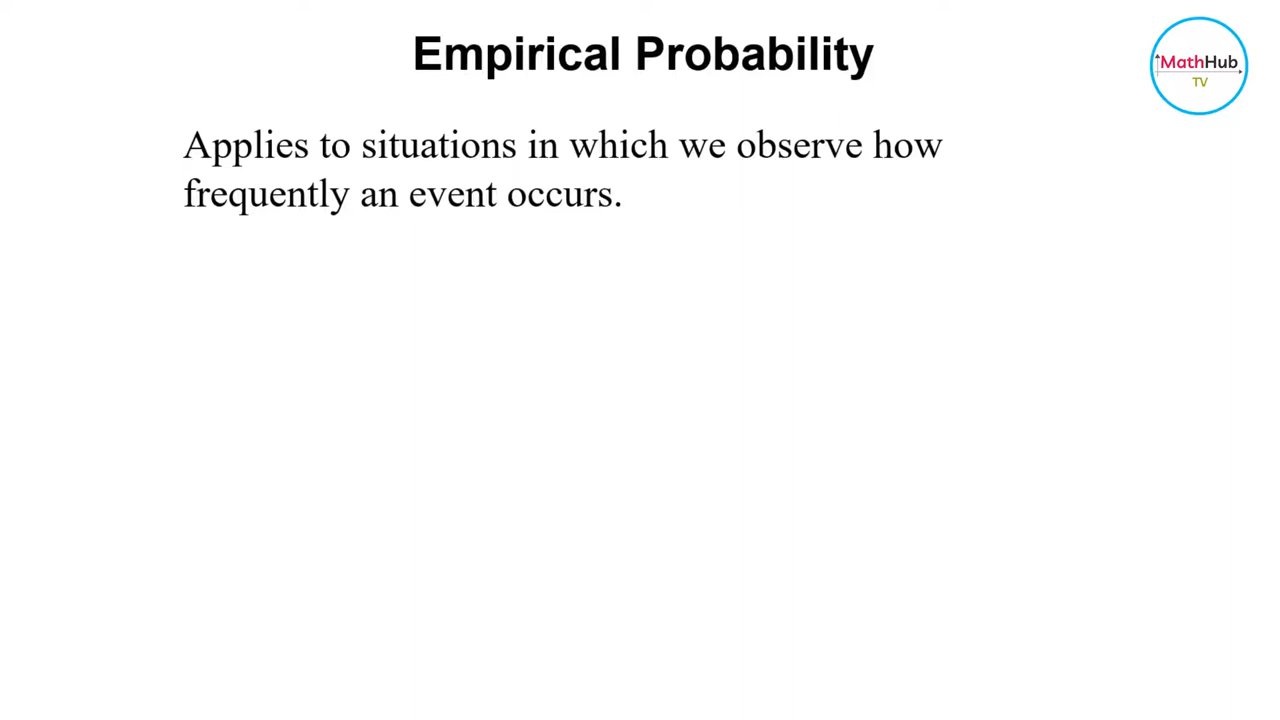 Empirical Probability
MathHub
TV
Applies to situations in which we observe how
frequently an event occurs.